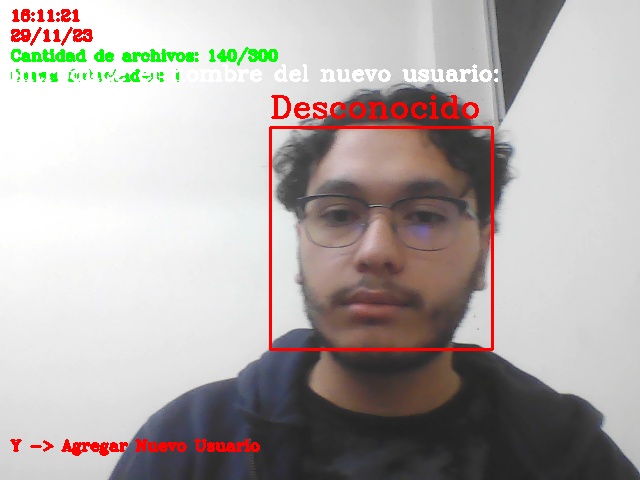 16:11:21
29/11/23
Cantidad de archivos: 140/300
nombre del nuevo usuario:
Desconocido
Y -> Agregar Nuevo Usuario